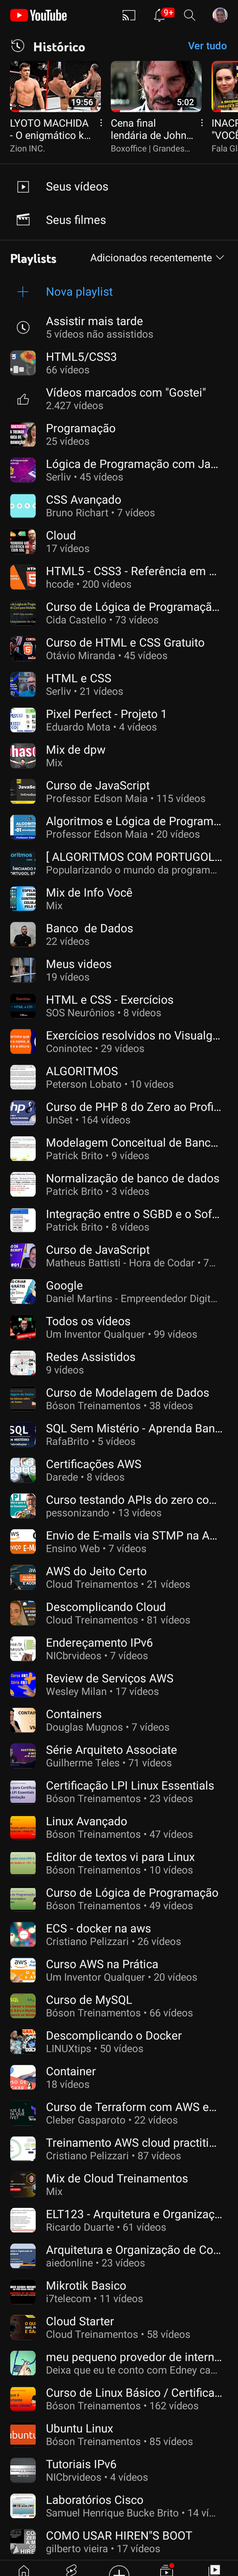 YouTube
9+
Histórico
Ver tudo
19:56
5:02
LYOTO MACHIDA
- O enigmático k...
Zion INC.
Cena final
lendária de John...
Boxoffice | Grandes...
INACR
"VOCÊ
Fala Gl
Seus vídeos
Seus filmes
Playlists
Adicionados recentemente
Nova playlist
Assistir mais tarde
5 vídeos não assistidos
HTML5/CSS3
66 vídeos
Vídeos marcados com "Gostei"
2.427 vídeos
Programação
25 vídeos
Lógica de Programação com Ja...
Serliv • 45 vídeos
CSS Avançado
Bruno Richart • 7 vídeos
Cloud
17 vídeos
HTML5 - CSS3 - Referência em ...
hcode • 200 vídeos
Curso de Lógica de Programaçã...
Cida Castello • 73 vídeos
Curso de HTML e CSS Gratuito
Otávio Miranda • 45 vídeos
HTML e CSS
Serliv • 21 vídeos
Pixel Perfect - Projeto 1
Eduardo Mota • 4 vídeos
Mix de dpw
Mix
Curso de JavaScript
Professor Edson Maia • 115 vídeos
Algoritmos e Lógica de Program...
Professor Edson Maia • 20 vídeos
[ ALGORITMOS COM PORTUGOL...
Popularizando o mundo da program...
Mix de Info Você
Mix
Banco de Dados
22 vídeos
Meus videos
19 vídeos
HTML e CSS - Exercícios
SOS Neurônios • 8 vídeos
Exercícios resolvidos no Visualg...
Coninotec • 29 vídeos
ALGORITMOS
Peterson Lobato • 10 vídeos
Curso de PHP 8 do Zero ao Profi...
UnSet • 164 vídeos
Modelagem Conceitual de Banc...
Patrick Brito • 9 vídeos
Normalização de banco de dados
Patrick Brito • 3 vídeos
Integração entre o SGBD e o Sof...
Patrick Brito • 8 vídeos
Curso de JavaScript
Matheus Battisti - Hora de Codar • 7...
Google
Daniel Martins - Empreendedor Digit...
Todos os vídeos
Um Inventor Qualquer • 99 vídeos
Redes Assistidos
9 vídeos
Curso de Modelagem de Dados
Bóson Treinamentos • 38 vídeos
SQL Sem Mistério - Aprenda Ban...
RafaBrito • 5 vídeos
Certificações AWS
Darede • 8 vídeos
Curso testando APIs do zero co...
pessonizando • 13 vídeos
Envio de E-mails via STMP na A...
Ensino Web • 7 vídeos
AWS do Jeito Certo
Cloud Treinamentos • 21 vídeos
Descomplicando Cloud
Cloud Treinamentos • 81 vídeos
Endereçamento IPv6
NICbrvideos • 7 vídeos
Review de Serviços AWS
Wesley Milan • 17 vídeos
Containers
Douglas Mugnos • 7 vídeos
Série Arquiteto Associate
Guilherme Teles • 71 vídeos
Certificação LPI Linux Essentials
Bóson Treinamentos • 23 vídeos
Linux Avançado
Bóson Treinamentos • 47 vídeos
Editor de textos vi para Linux
Bóson Treinamentos • 10 vídeos
Curso de Lógica de Programação
Bóson Treinamentos • 49 vídeos
ECS - docker na aws
Cristiano Pelizzari • 26 vídeos
Curso AWS na Prática
Um Inventor Qualquer • 20 vídeos
Curso de MySQL
Bóson Treinamentos • 66 vídeos
Descomplicando o Docker
LINUXtips • 50 vídeos
Container
18 vídeos
Curso de Terraform com AWS e...
Cleber Gasparoto • 22 vídeos
Treinamento AWS cloud practiti...
Cristiano Pelizzari • 87 vídeos
Mix de Cloud Treinamentos
Mix
ELT123 - Arquitetura e Organizaç...
Ricardo Duarte • 61 vídeos
Arquitetura e Organização de Co...
aiedonline • 23 vídeos
Mikrotik Basico
i7telecom • 11 vídeos
Cloud Starter
Cloud Treinamentos • 58 vídeos
meu pequeno provedor de intern...
Deixa que eu te conto com Edney ca...
Curso de Linux Básico / Certifica...
Bóson Treinamentos • 162 vídeos
Ubuntu Linux
Bóson Treinamentos • 85 vídeos
Tutoriais IPv6
NICbrvideos • 4 vídeos
Laboratórios Cisco
Samuel Henrique Bucke Brito • 14 ví...
COMO USAR HIREN"S BOOT
gilberto vieira • 17 vídeos